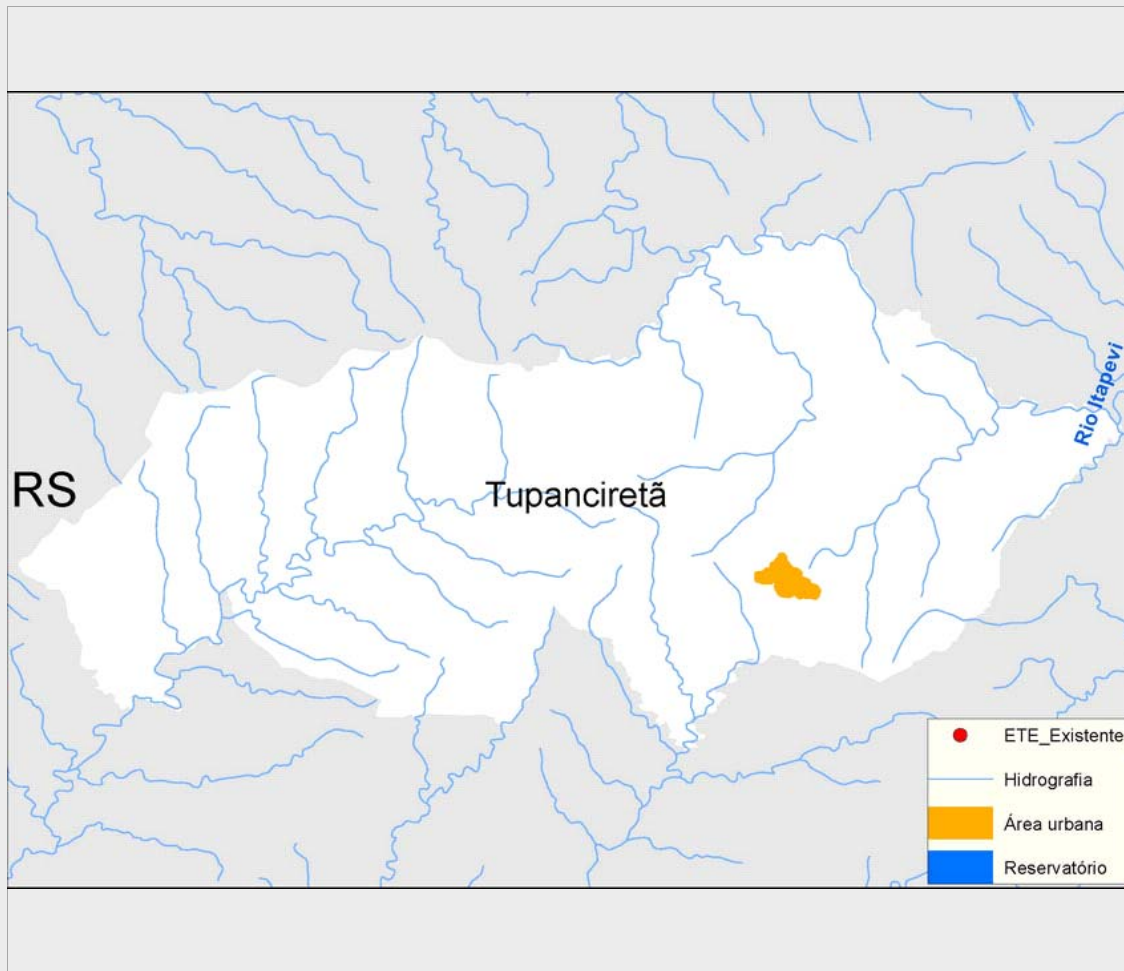 Rio Itapevi
RS
Tupanciretã
ETE_Existente
Hidrografia
Área urbana
Reservatório